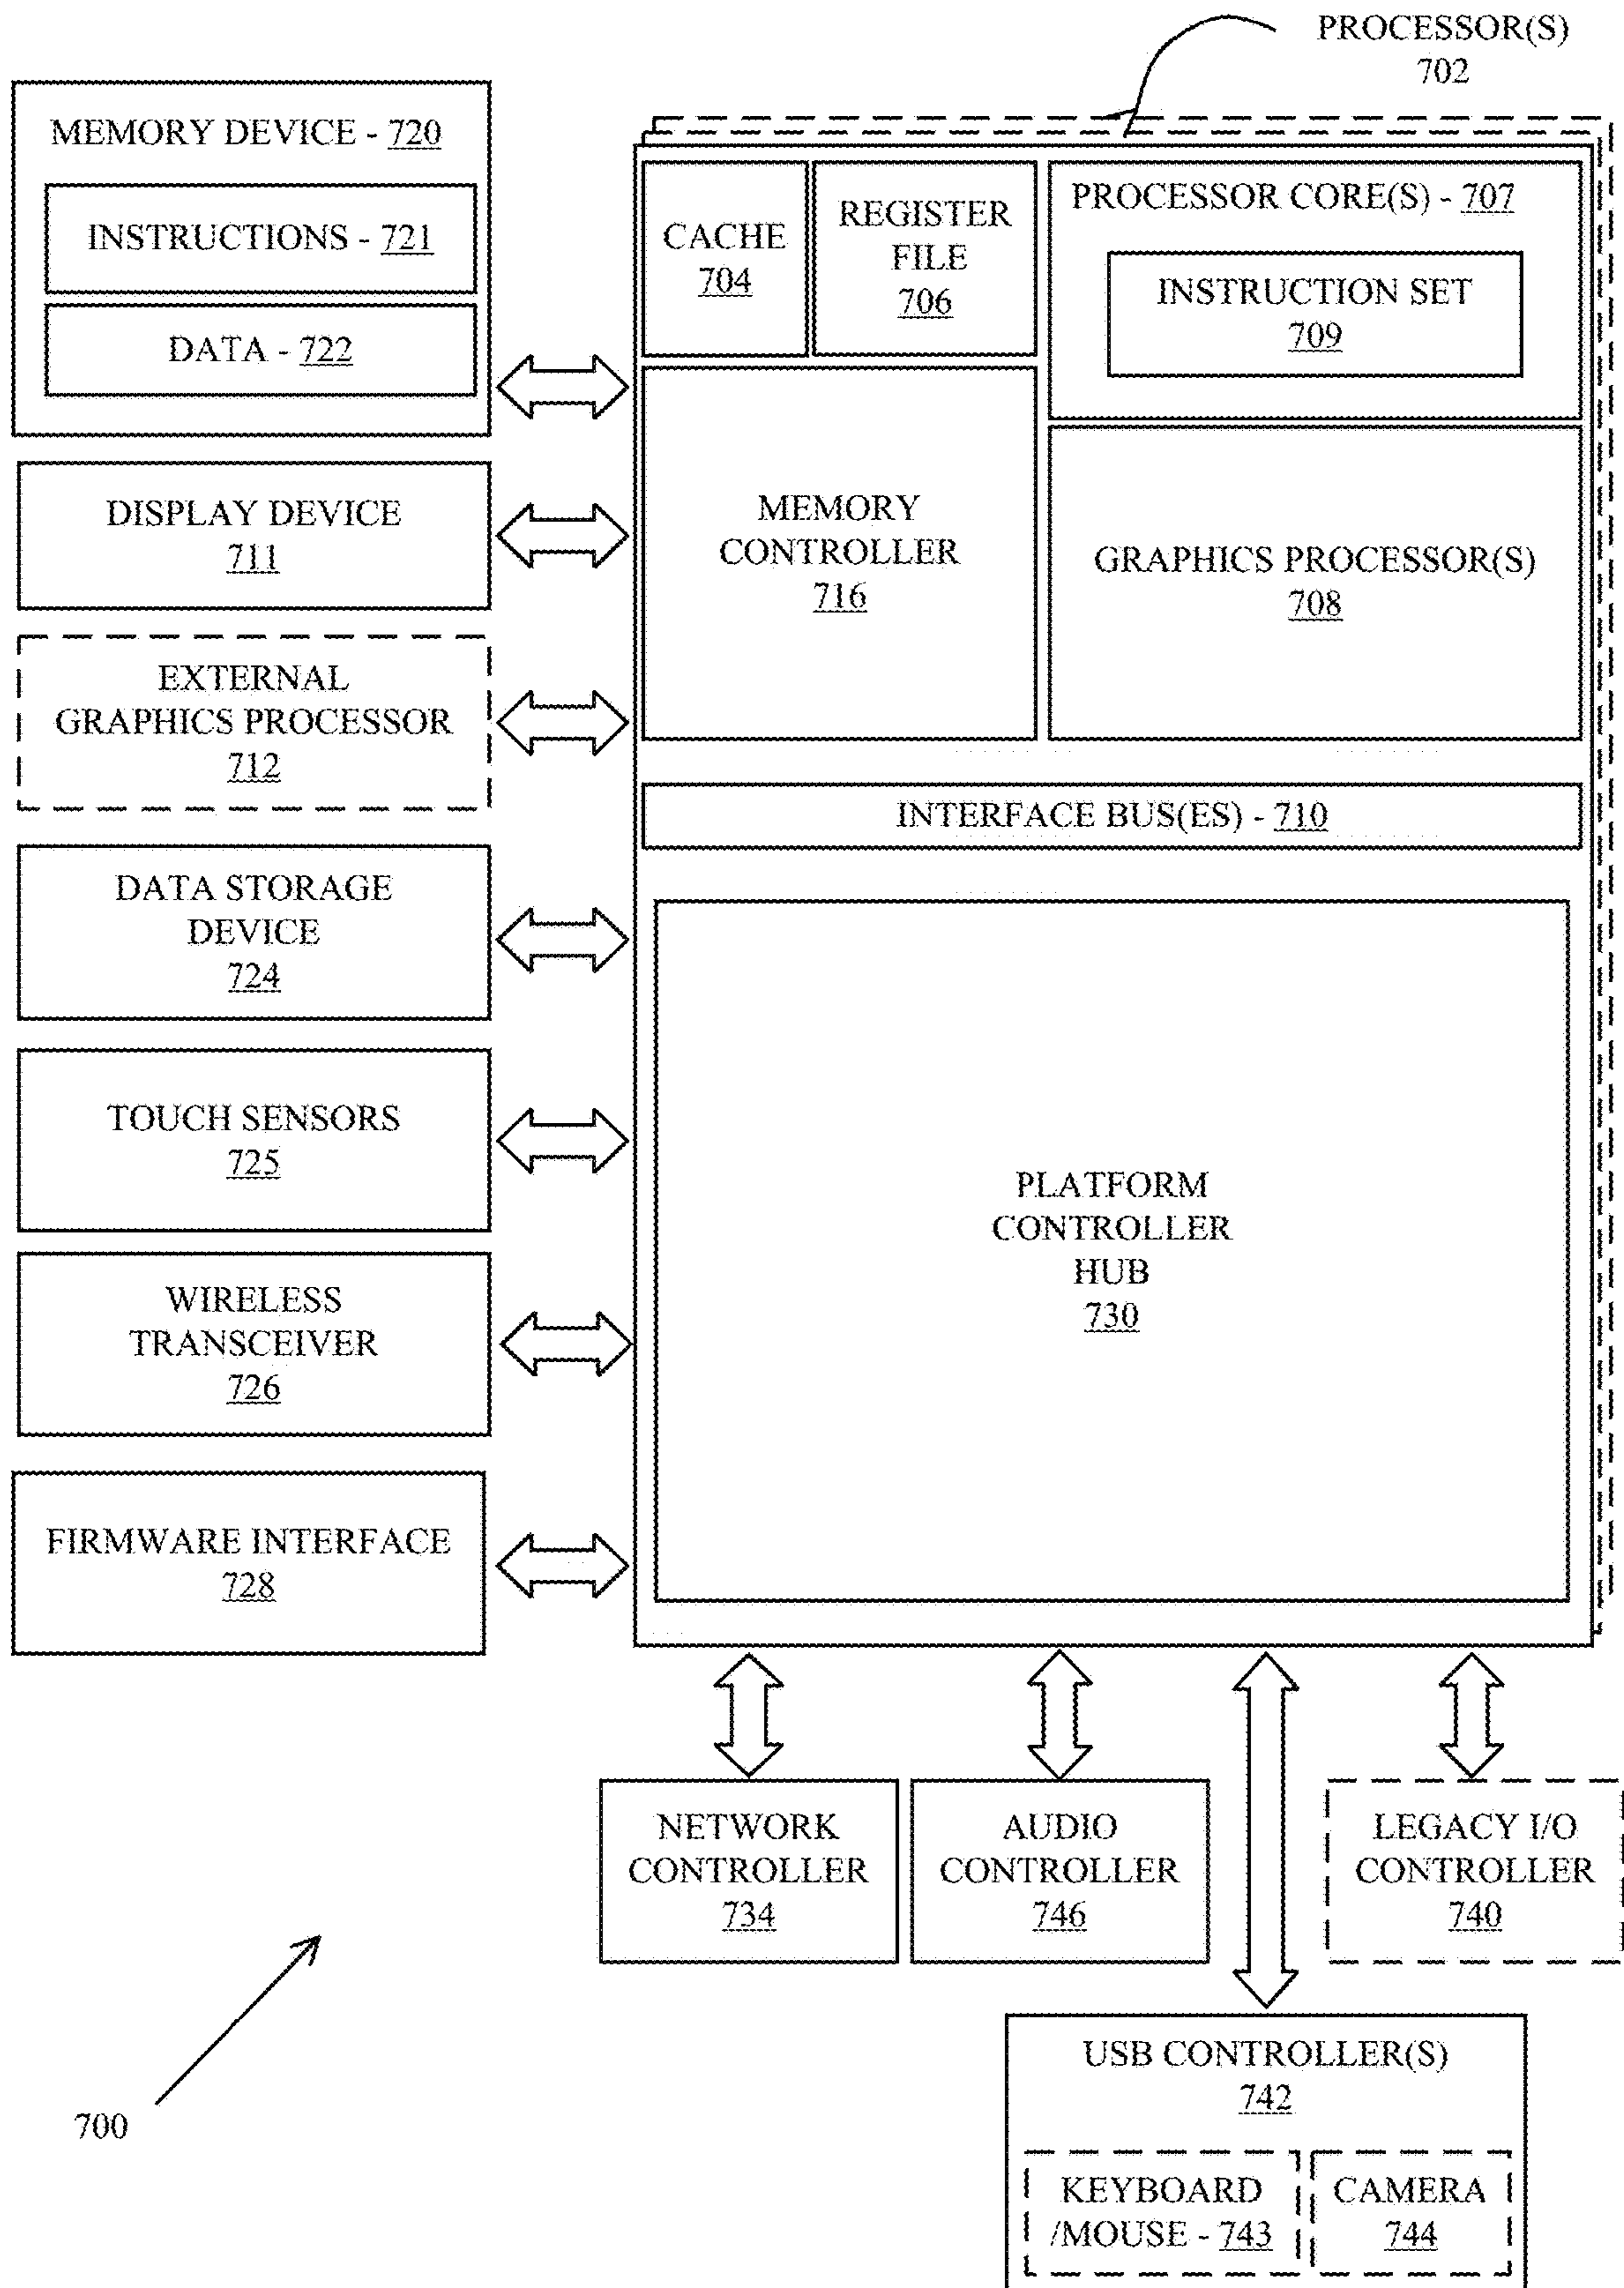 PROCESSOR(S)
702
MEMORY DEVICE - 720
INSTRUCTIONS - 721
DATA - 722
CACHE
704
REGISTER
FILE
706
PROCESSOR CORE(S) - 707
INSTRUCTION SET
709
DISPLAY DEVICE
711
MEMORY
CONTROLLER
716
GRAPHICS PROCESSOR(S)
708
EXTERNAL
GRAPHICS PROCESSOR
712
INTERFACE BUS(ES) - 710
DATA STORAGE
DEVICE
724
TOUCH SENSORS
725
PLATFORM
CONTROLLER
HUB
730
WIRELESS
TRANSCEIVER
726
FIRMWARE INTERFACE
728
NETWORK
CONTROLLER
734
AUDIO
CONTROLLER
746
LEGACY I/O
CONTROLLER
740
USB CONTROLLER(S)
742
KEYBOARD
/MOUSE - 743
CAMERA
744
700